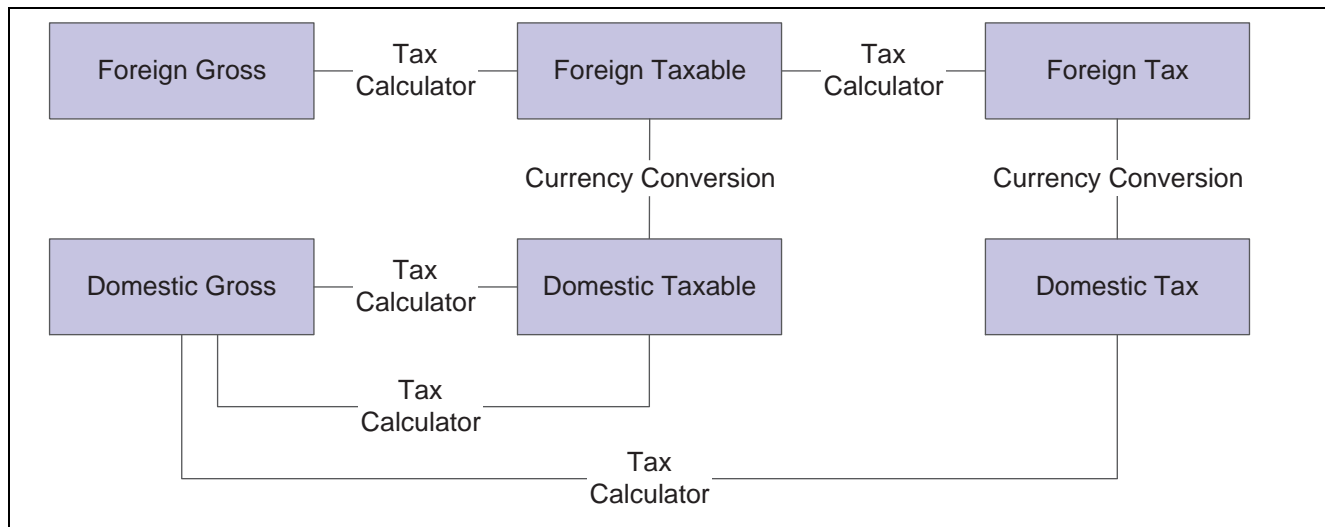 Foreign Gross
Tax
Calculator
Foreign Taxable
Tax
Calculator
Foreign Tax
Currency Conversion
Currency Conversion
Domestic Gross
Tax
Calculator
Domestic Taxable
Domestic Tax
Tax
Calculator
Tax
Calculator